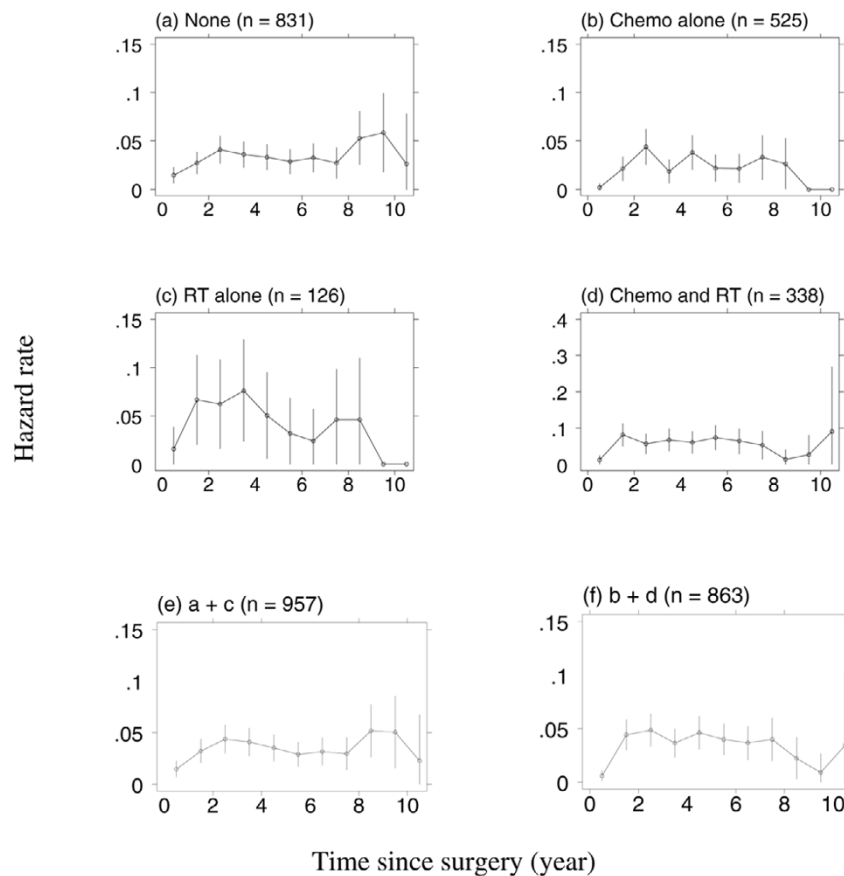 (a) None (n = 831)
.15
.1
.05
0
0 2 4 6 8 10
(b) Chemo alone (n = 525)
.15
.1
.05
0
0 2 4 6 8 10
(c) RT alone (n = 126)
.15
.1
.05
0
0 2 4 6 8 10
(d) Chemo and RT (n = 338)
.4
.3
.2
.1
0
0 2 4 6 8 10
Hazard rate
(e) a + c (n = 957)
.15
.1
.05
0
0 2 4 6 8 10
(f) b + d (n = 863)
.15
.1
.05
0
0 2 4 6 8 10
Time since surgery (year)